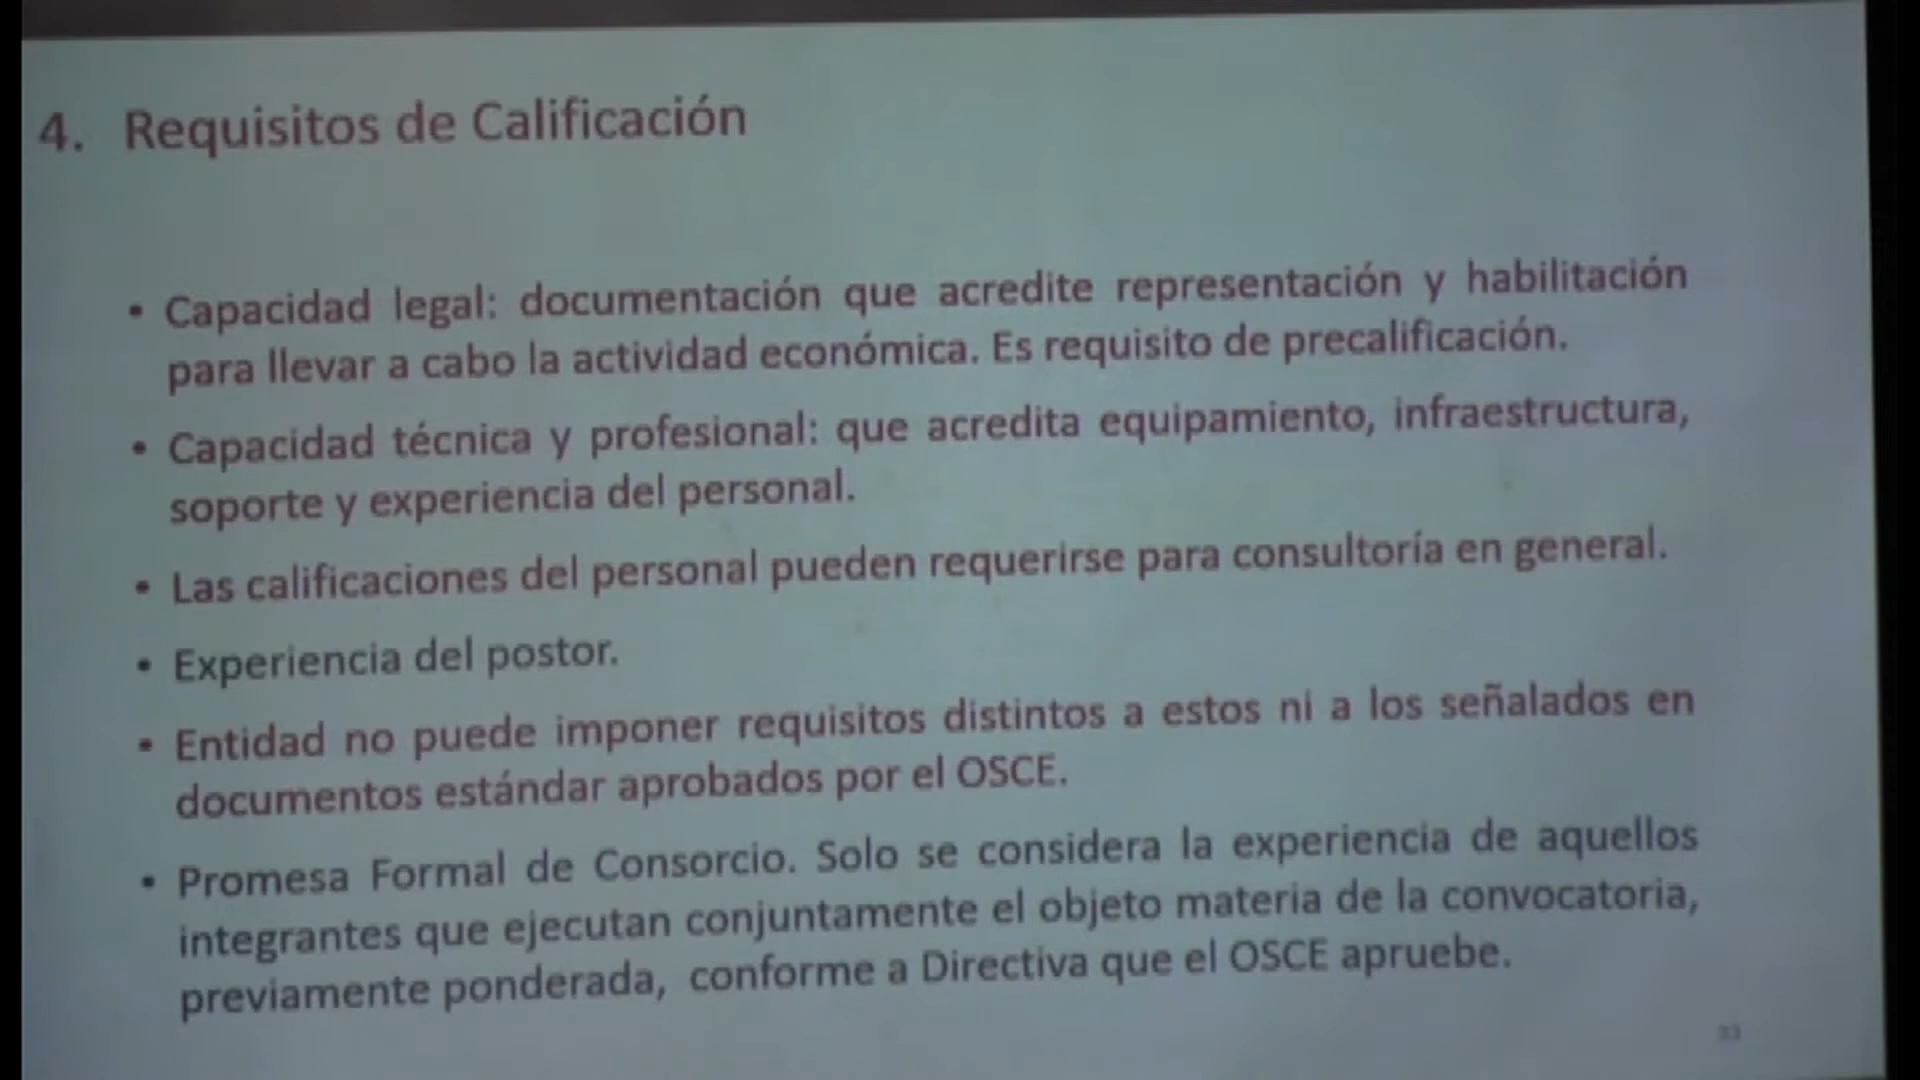 4. Requisitos de Calificación
• Capacidad legal: documentación que acredite representación y habilitación
para llevar a cabo la actividad económica. Es requisito de precalificación.
• Capacidad técnica y profesional: que acredita equipamiento, infraestructura,
soporte y experiencia del personal.
• Las calificaciones del personal pueden requerirse para consultoría en general.
• Experiencia del postor.
• Entidad no puede imponer requisitos distintos a estos ni a los señalados en
documentos estándar aprobados por el OSCE.
• Promesa Formal de Consorcio. Solo se considera la experiencia de aquellos
integrantes que ejecutan conjuntamente el objeto materia de la convocatoria,
previamente ponderada, conforme a Directiva que el OSCE apruebe.